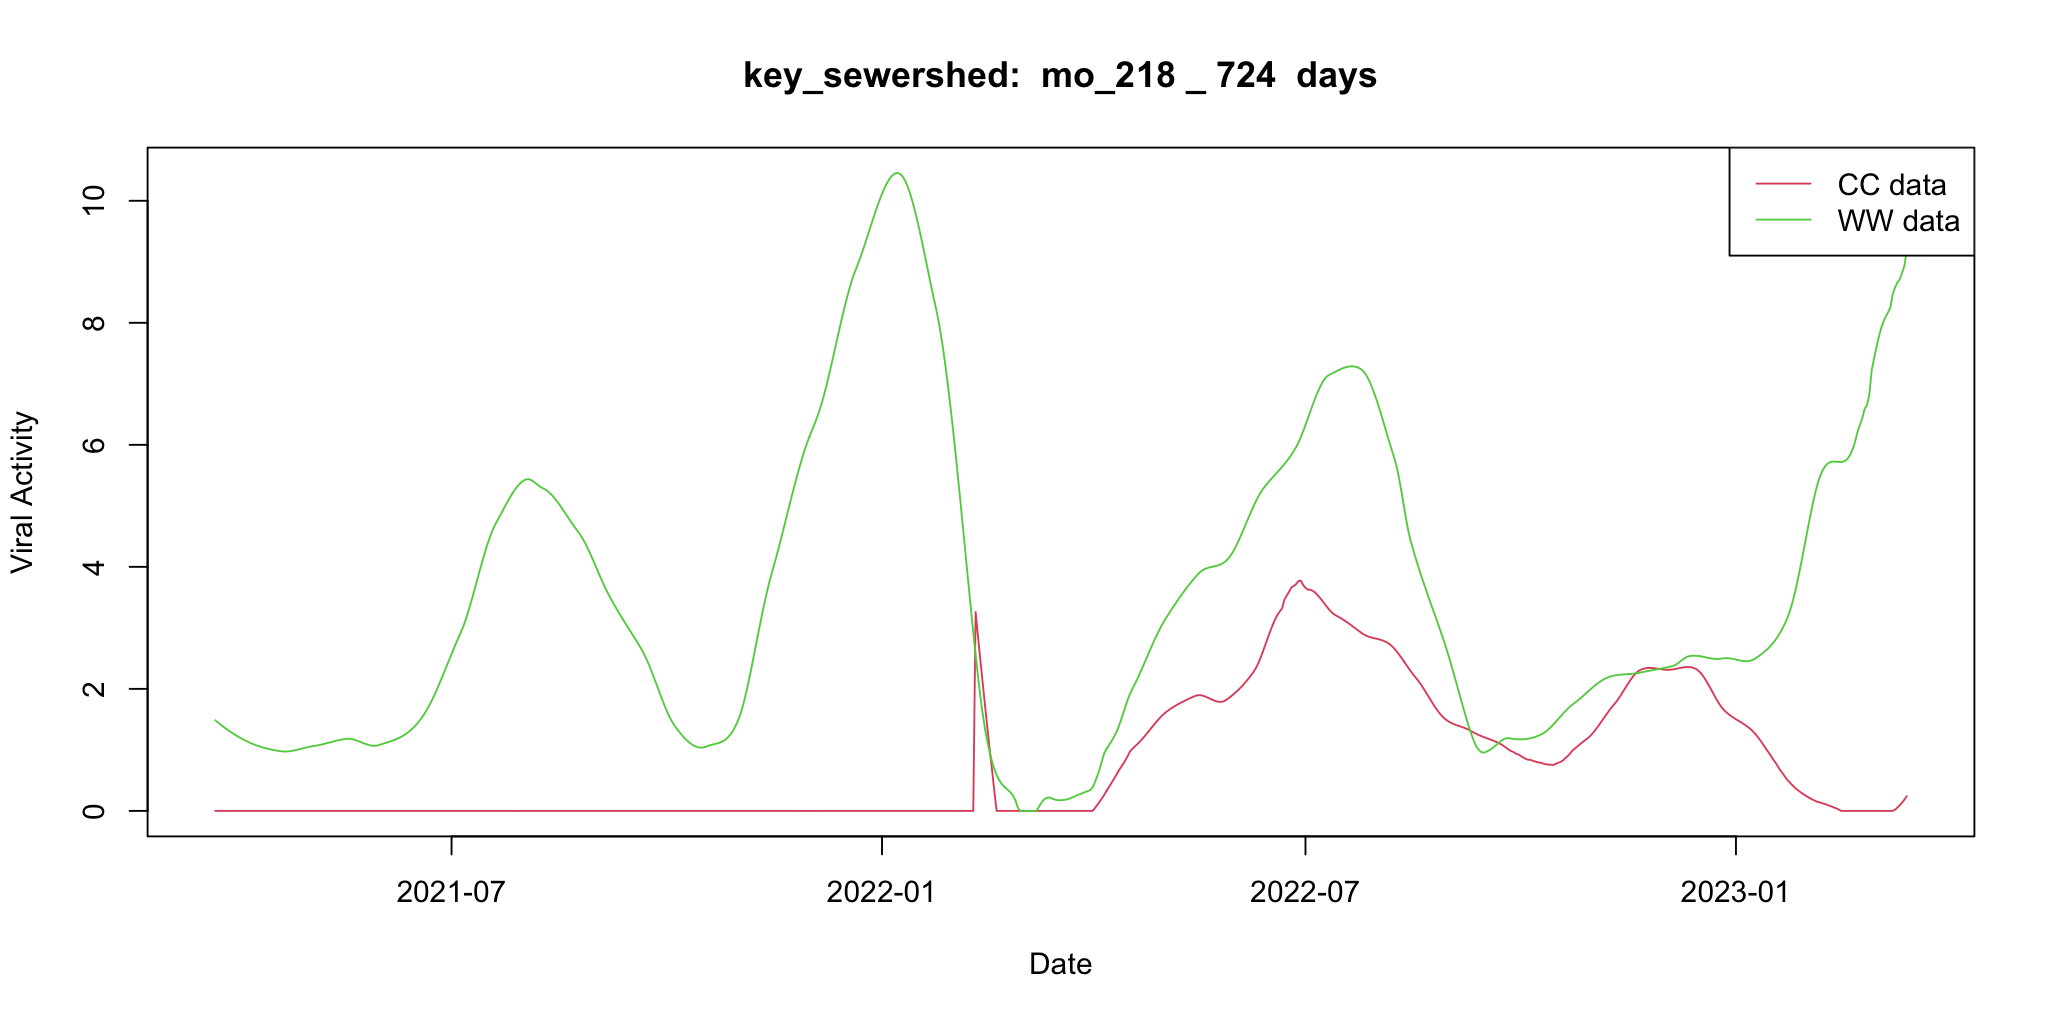 key_sewershed:  mo_218 _ 724  days
CC data
WW data
10
8
6
4
2
0
Viral Activity
2021-07
2022-01
2022-07
2023-01
Date